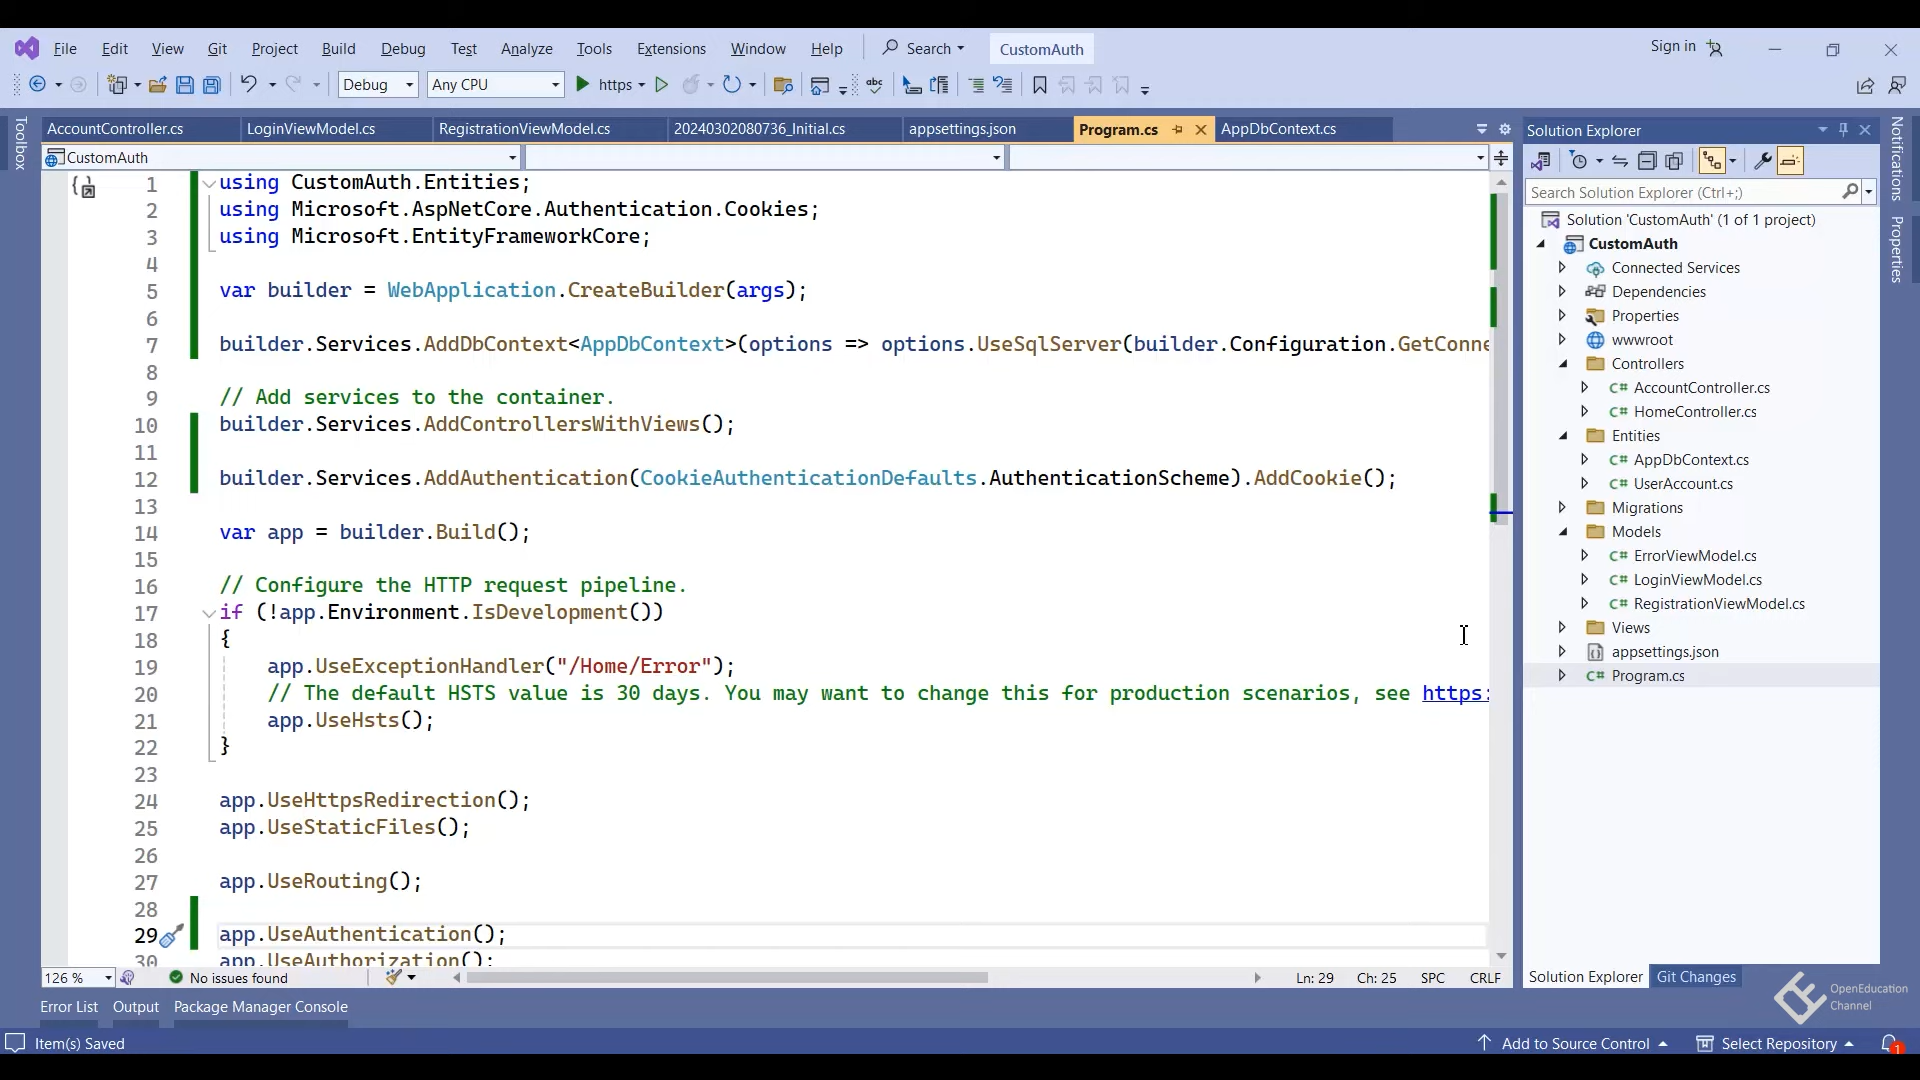 File Edit View Git Project Build Debug Test Analyze Tools Extensions Window Help Search CustomAuth Sign in
Debug Any CPU https
Toolbox
AccountController.cs LoginViewModel.cs RegistrationViewModel.cs 20240302080736_Initial.cs appsettings.json Program.cs AppDbContext.cs
CustomAuth
1 using CustomAuth.Entities;
2 using Microsoft.AspNetCore.Authentication.Cookies;
3 using Microsoft.EntityFrameworkCore;
4
5 var builder = WebApplication.CreateBuilder(args);
6
7 builder.Services.AddDbContext<AppDbContext>(options => options.UseSqlServer(builder.Configuration.GetConne
8
9 // Add services to the container.
10 builder.Services.AddControllersWithViews();
11
12 builder.Services.AddAuthentication(CookieAuthenticationDefaults.AuthenticationScheme).AddCookie();
13
14 var app = builder.Build();
15
16 // Configure the HTTP request pipeline.
17 if (!app.Environment.IsDevelopment())
18 {
19 app.UseExceptionHandler("/Home/Error");
20 // The default HSTS value is 30 days. You may want to change this for production scenarios, see https:
21 app.UseHsts();
22 }
23
24 app.UseHttpsRedirection();
25 app.UseStaticFiles();
26
27 app.UseRouting();
28
29 app.UseAuthentication();
30 app.UseAuthorization();
126 % No issues found Ln: 29 Ch: 25 SPC CRLF
Solution Explorer
Search Solution Explorer (Ctrl+;)
Solution 'CustomAuth' (1 of 1 project)
CustomAuth
Connected Services
Dependencies
Properties
wwwroot
Controllers
C# AccountController.cs
C# HomeController.cs
Entities
C# AppDbContext.cs
C# UserAccount.cs
Migrations
Models
C# ErrorViewModel.cs
C# LoginViewModel.cs
C# RegistrationViewModel.cs
Views
appsettings.json
C# Program.cs
Solution Explorer Git Changes
Notifications
Properties
OpenEducation
Channel
Error List Output Package Manager Console
Item(s) Saved Add to Source Control Select Repository 1